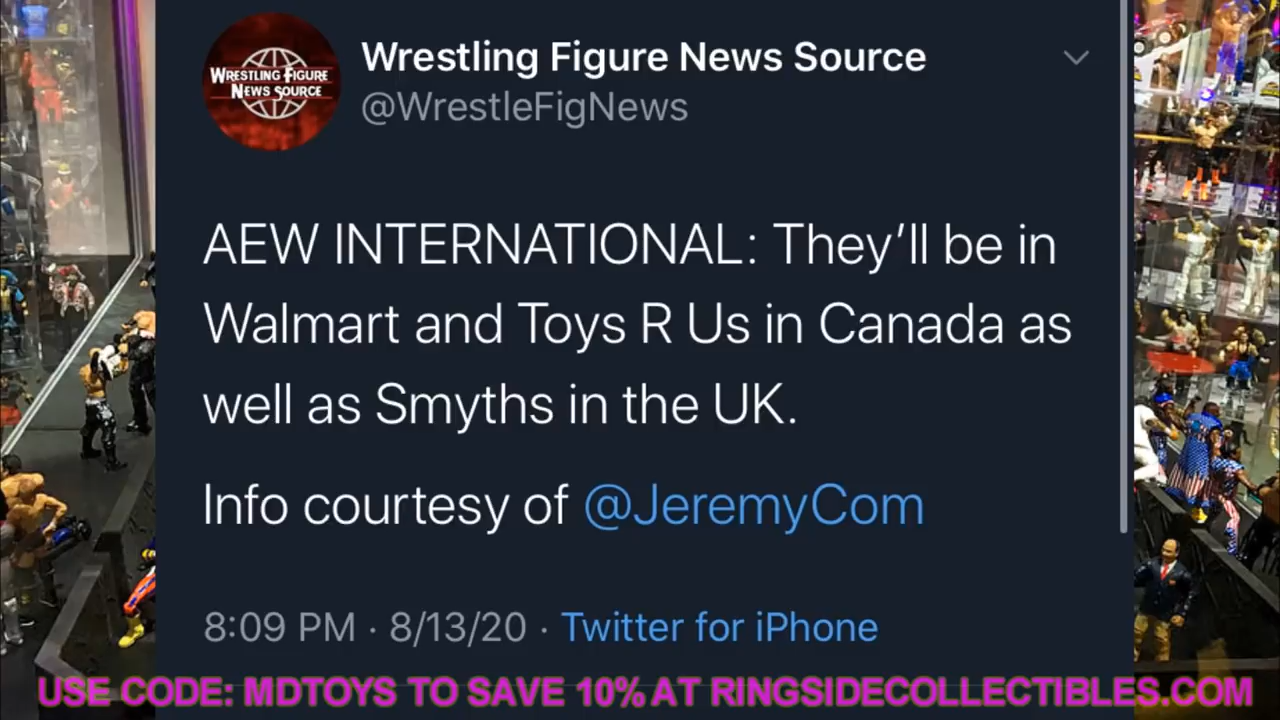 WRESTLING FIGURE
NEWS SOURCE
Wrestling Figure News Source
@WrestleFigNews
AEW INTERNATIONAL: They’ll be in
Walmart and Toys R Us in Canada as
well as Smyths in the UK.
Info courtesy of @JeremyCom
8:09 PM · 8/13/20 · Twitter for iPhone
USE CODE: MDTOYS TO SAVE 10% AT RINGSIDECOLLECTIBLES.COM